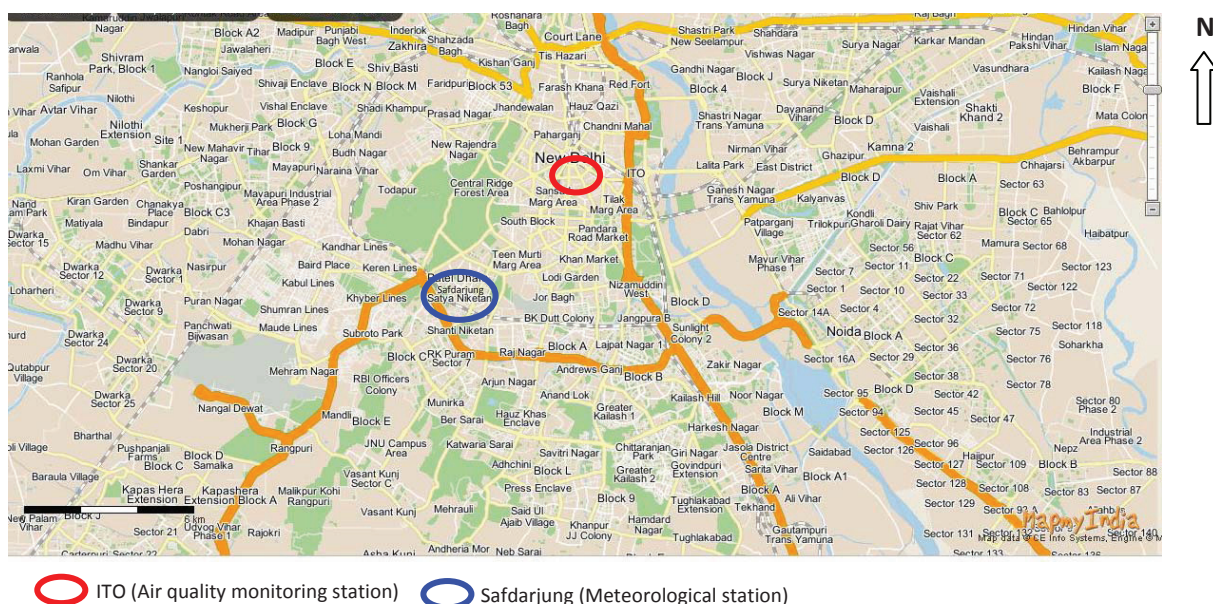 Roshanara Bagh
Court Lane
Shastri Park
New Seelampur
Shahdara
Raj Bagh
Hindan Vihar
N
Nagar
Block A2
Madipur
Punjabi Bagh West
Inderlok
Zakhira
Shahzada Bagh
Tis Hazari
Vishwas Nagar
Surya Nagar
Karkar Mandan
Hindan
Pakshi Vihar
Islam Nagar
Shivram
Park, Block 1
Jawalaheri
Nangloi Saiyed
Block E
Shiv Basti
Kishan Ganj
Gandhi Nagar
Block J
Vasundhara
Kailash Nagar
Ranhola
Safipur
Nilothi
Shivaji Enclave
Block N
Block M
Faridpuri
Block 53
Farash Khana
Red Fort
Block 4
Surya Niketan
Maharajpur
Vaishali
Extension
Block F
Vihar
Avtar Vihar
Keshopur
Vishal Enclave
Shadi Khampur
Jhandewalan
Hauz Qazi
Dayanand
Vihar
Shakti
Khand 2
Mata Colony
Nilothi
Extension
Site 1
Mukherji Park
Block G
Prasad Nagar
Chandni Mahal
Shastri Nagar
Trans Yamuna
Block D
Vaishali
Mohan Garden
Loha Mandi
Paharganj
Nirman Vihar
Kamna 2
Laxmi Vihar
Om Vihar
Shankar
Garden
New Mahavir
Nagar
Tihar
Budh Nagar
New Rajendra
Nagar
New Delhi
Lalita Park
East District
Ghazipur
Behrampur
Akbarpur
Poshangipur
Mayapuri
Naraina Vihar
Todapur
Central Ridge
Forest Area
ITO
Block D
Block A
Chhajarsi
Sector 63
Nand
Kiran Garden
Chanakya
Place
Mayapuri Industrial
Area Phase 2
Marg Area
Ganesh Nagar
Trans Yamuna
Kalyanvas
Matiyala
Bindapur
Block C3
Khajan Basti
South Block
Tilak
Marg Area
Patparganj
Village
Trilokpuri
Kondli
Gharoli Dairy
Shiv Park
Rajat Vihar
Sector 62
Block C
Sector 65
Bahlolpur
Dwarka
Sector 15
Madhu Vihar
Dabri
Mohan Nagar
Kandhar Lines
Pandara
Road Market
Sector 56
Mamura
Sector 68
Haibatpur
Dwarka
Sector 12
Nasirpur
Baird Place
Keren Lines
Teen Murti
Marg Area
Khan Market
Mayur Vihar
Phase 1
Sector 7
Sector 11
Block C
Sector 22
Sector 123
Loharheri
Dwarka
Sector 1
Kabul Lines
Lodi Garden
Sector 1
Sector 10
Sector 33
Sector 122
Dwarka
Sector 9
Puran Nagar
Khyber Lines
Safdarjung
Satya Niketan
Jor Bagh
Nizamuddin
West
Block D
Sector 4
Block E
Shumran Lines
BK Dutt Colony
Jangpura B
Sector 14A
Noida
Sector 72
Panchwati
Bijwasan
Maude Lines
Subroto Park
Shanti Niketan
Sunlight
Colony 2
Block A
Sector 75
Sector 118
Dwarka
Sector 24
Block C
RK Puram
Sector 7
Raj Nagar
Block A
Lajpat Nagar 1
Sector 36
Soharkha
Qutabpur
Village
Dwarka
Sector 20
Mehram Nagar
Andrews Ganj
Block B
Zakir Nagar
Sector 16A
Sector 29
Sector 76
Dwarka
Sector 25
RBI Officers
Colony
Arjun Nagar
Anand Lok
Kailash Hill
Noor Nagar
Sector 95
Block D
Sector 38
Sector 42
Sector 78
Nangal Dewat
Mandli
Munirka
Hauz Khas
Enclave
Greater
Kailash 1
Block M
Sector 94
Sector 45
Sector 47
Sector 80
Phase 2
Bharthal
Block E
Ber Sarai
Harkesh Nagar
Sector 125
Sector 126
Industrial
Area Phase 2
Village
Pushpanjali
Farms
Block D
Samalka
Rangpuri
JNU Campus
Area
Katwaria Sarai
Savitri Nagar
Chittaranjan
Park
Giri Nagar
Jasola District
Centre
Saidabad
Sector 96
Nepz
Block C
Vasant Kunj
Sector C
Adhchini
Block L
Greater
Kailash 2
Govindpuri
Extension
Sarita Vihar
Block A1
Sector 127
Hajipur
Sector 109
Block B
Sector 88
Baraula Village
Kapas Hera
Extension
Kapashera
Extension
Block A
Malikpur Kohi
Rangpuri
Press Enclave
Block 9
Tughlakabad
Extension
Block A
Ali Vihar
Sector 128
Sector 108
Sector 83
Sector 87
6 km
Vasant Kunj
Mehrauli
Said Ul
Ajaib Village
Hamdard
Nagar
Tekhand
Sector 129
New Palam
Vihar
Block J
Sector 21
Udyog Vihar
Phase 1
Rajokri
Khanpur
JJ Colony
Tughlakabad
Gautampuri
Trans Yamuna
Sector 131
MapmyIndia
Andheria Mor
Neb Sarai
Sector 133
ITO (Air quality monitoring station)
Safdarjung (Meteorological station)